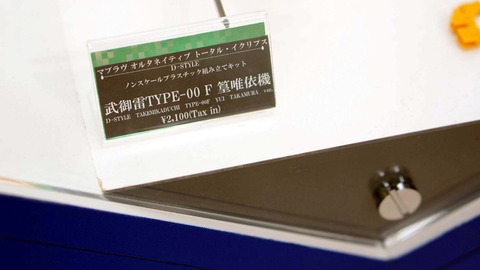 マブラヴ オルタネイティブ トータル・イクリプス
D-STYLE
ノンスケールプラスチック組み立てキット
武御雷TYPE-00 F 篁唯依機
D-STYLE TAKEMIKADUCHI TYPE-00F YUI TAKAMURA ver.
¥2,100(Tax in)